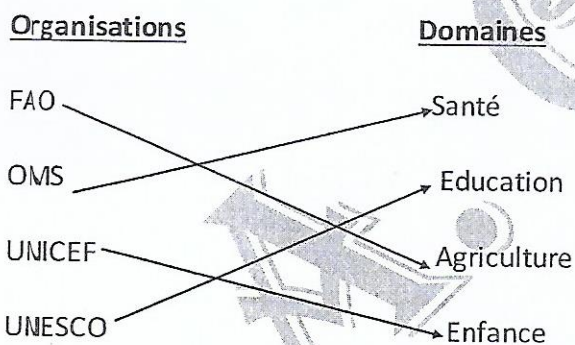 Organisations Domaines
FAO Santé
OMS Education
UNICEF Agriculture
UNESCO Enfance